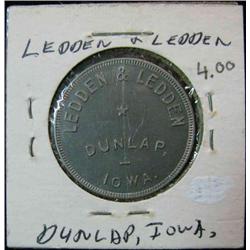 LEDDEN & LEDDEN
4.00
LEDDEN & LEDDEN
DUNLAP,
IOWA.
DUNLAP, IOWA,